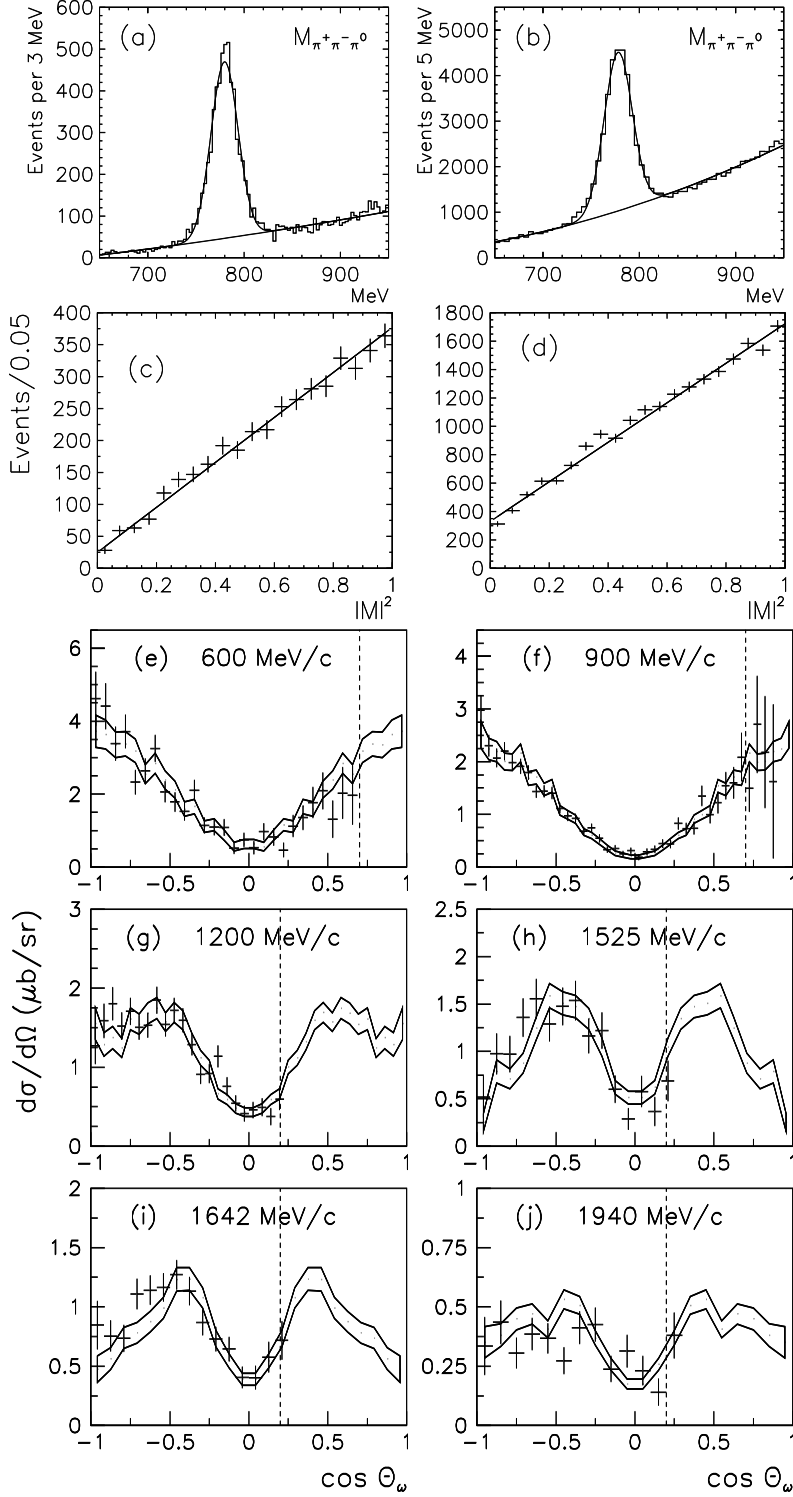 (a) M π⁺π⁻π⁰
Events per 3 MeV
600
500
400
300
200
100
0
700 800 900
MeV
(b) M π⁺π⁻π⁰
Events per 5 MeV
5000
4000
3000
2000
1000
0
700 800 900
MeV
(c)
Events/0.05
400
350
300
250
200
150
100
50
0
0 0.2 0.4 0.6 0.8 1
|M|²
(d)
1800
1600
1400
1200
1000
800
600
400
200
0
0 0.2 0.4 0.6 0.8 1
|M|²
(e) 600 MeV/c
6
4
2
0
-1 -0.5 0 0.5 1
(f) 900 MeV/c
4
3
2
1
0
-1 -0.5 0 0.5 1
dσ/dΩ (μb/sr)
(g) 1200 MeV/c
3
2
1
0
-1 -0.5 0 0.5 1
(h) 1525 MeV/c
2.5
2
1.5
1
0.5
0
-1 -0.5 0 0.5 1
(i) 1642 MeV/c
2
1.5
1
0.5
0
-1 -0.5 0 0.5 1
cos Θω
(j) 1940 MeV/c
1
0.75
0.5
0.25
0
-1 -0.5 0 0.5 1
cos Θω